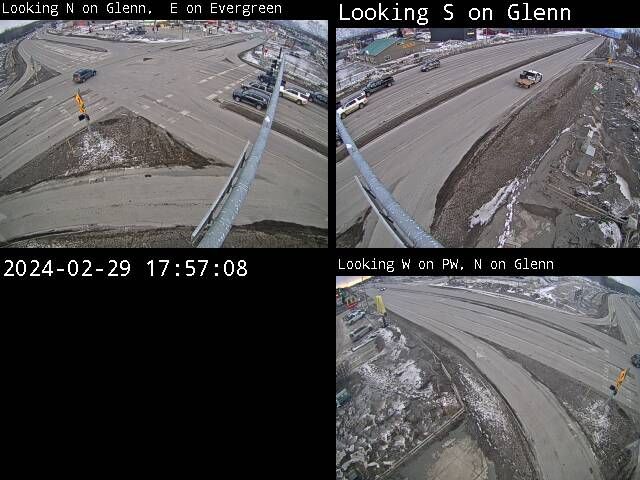 Looking N on Glenn,  E on Evergreen
Looking S on Glenn
2024-02-29 17:57:08
Looking W on PW, N on Glenn